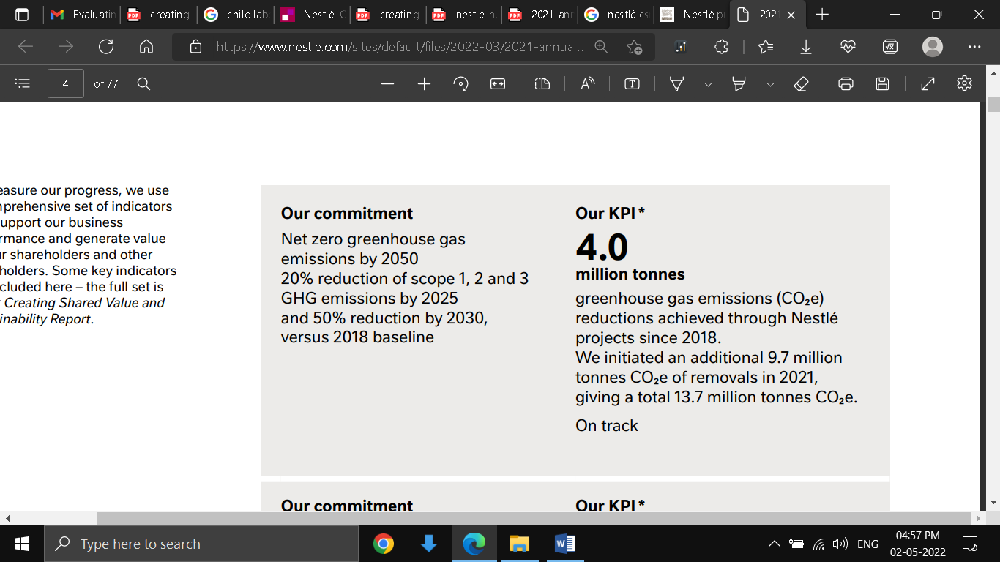 Evaluatin
creating-
child lab
Nestlé: C
creating-
nestle-hu
2021-ann
nestlé cs
Nestlé pu
202
https://www.nestle.com/sites/default/files/2022-03/2021-annua...
4 of 77
easure our progress, we use
nprehensive set of indicators
upport our business
rmance and generate value
ur shareholders and other
holders. Some key indicators
cluded here – the full set is
r Creating Shared Value and
inability Report.
Our commitment
Net zero greenhouse gas
emissions by 2050
20% reduction of scope 1, 2 and 3
GHG emissions by 2025
and 50% reduction by 2030,
versus 2018 baseline
Our KPI*
4.0
million tonnes
greenhouse gas emissions (CO₂e)
reductions achieved through Nestlé
projects since 2018.
We initiated an additional 9.7 million
tonnes CO₂e of removals in 2021,
giving a total 13.7 million tonnes CO₂e.
On track
Our commitment
Our KPI*
Type here to search
ENG
04:57 PM
02-05-2022